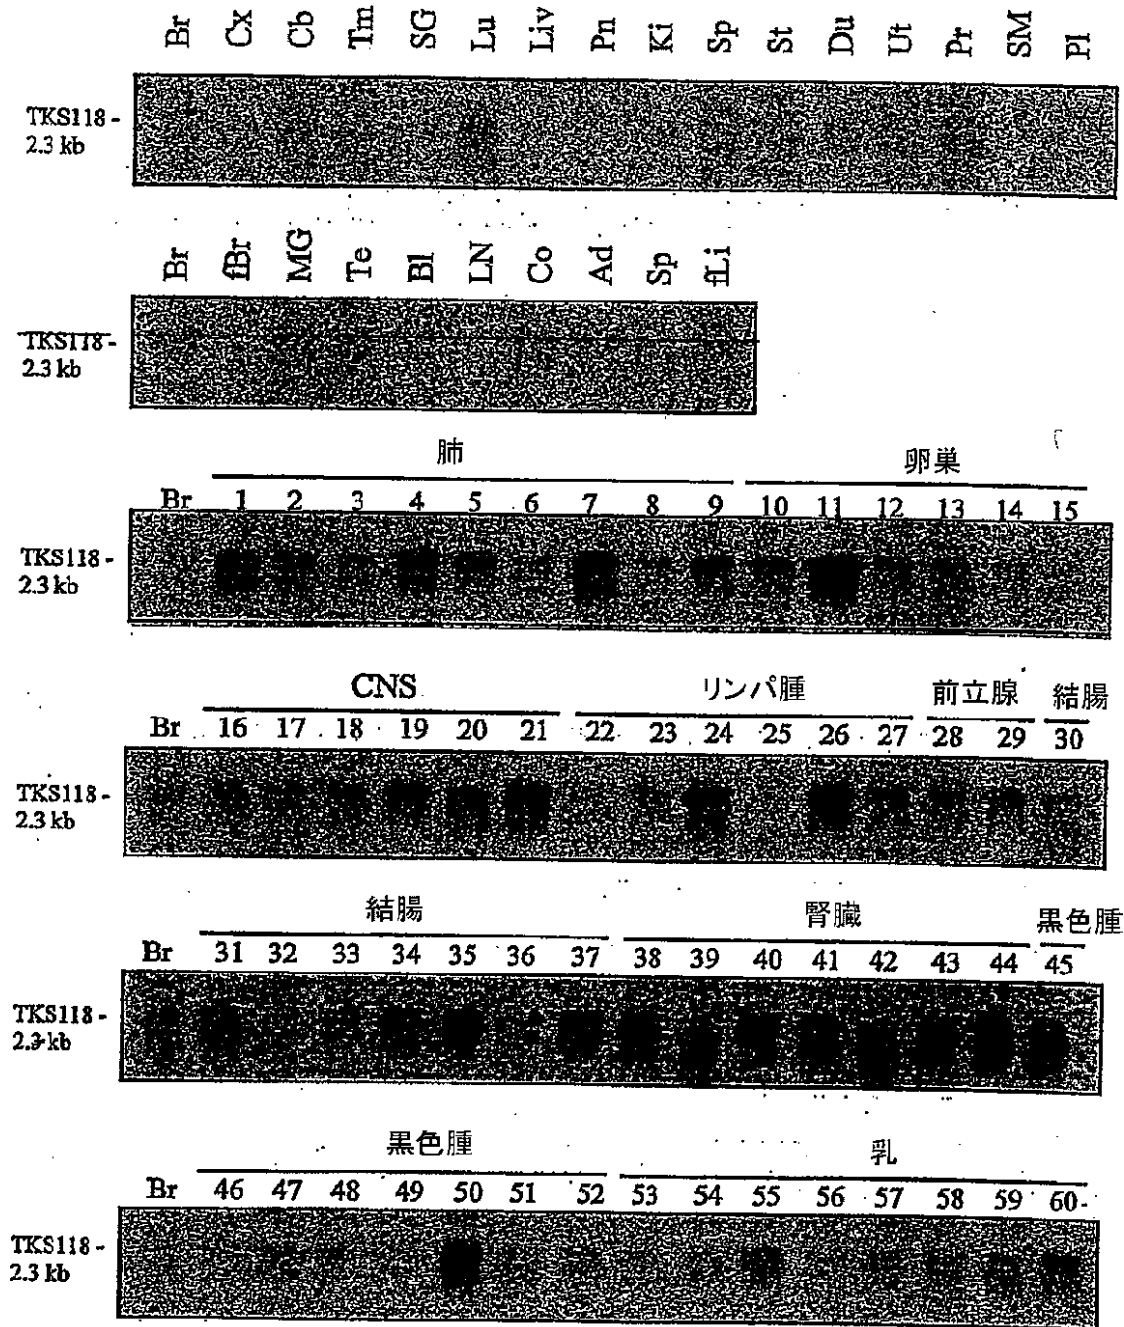 Br Cx Cb Tm SG Lu Liv Pn Ki Sp St Du Ut Pr SM Pl
TKS118 -
2.3 kb
Br fBr MG Te Bl LN Co Ad Sp fLi
TKS118 -
2.3 kb
肺 卵巣
Br 1 2 3 4 5 6 7 8 9 10 11 12 13 14 15
TKS118 -
2.3 kb
CNS リンパ腫 前立腺 結腸
Br 16 17 18 19 20 21 22 23 24 25 26 27 28 29 30
TKS118 -
2.3 kb
結腸 腎臓 黒色腫
Br 31 32 33 34 35 36 37 38 39 40 41 42 43 44 45
TKS118 -
2.3 kb
黒色腫 乳
Br 46 47 48 49 50 51 52 53 54 55 56 57 58 59 60
TKS118 -
2.3 kb